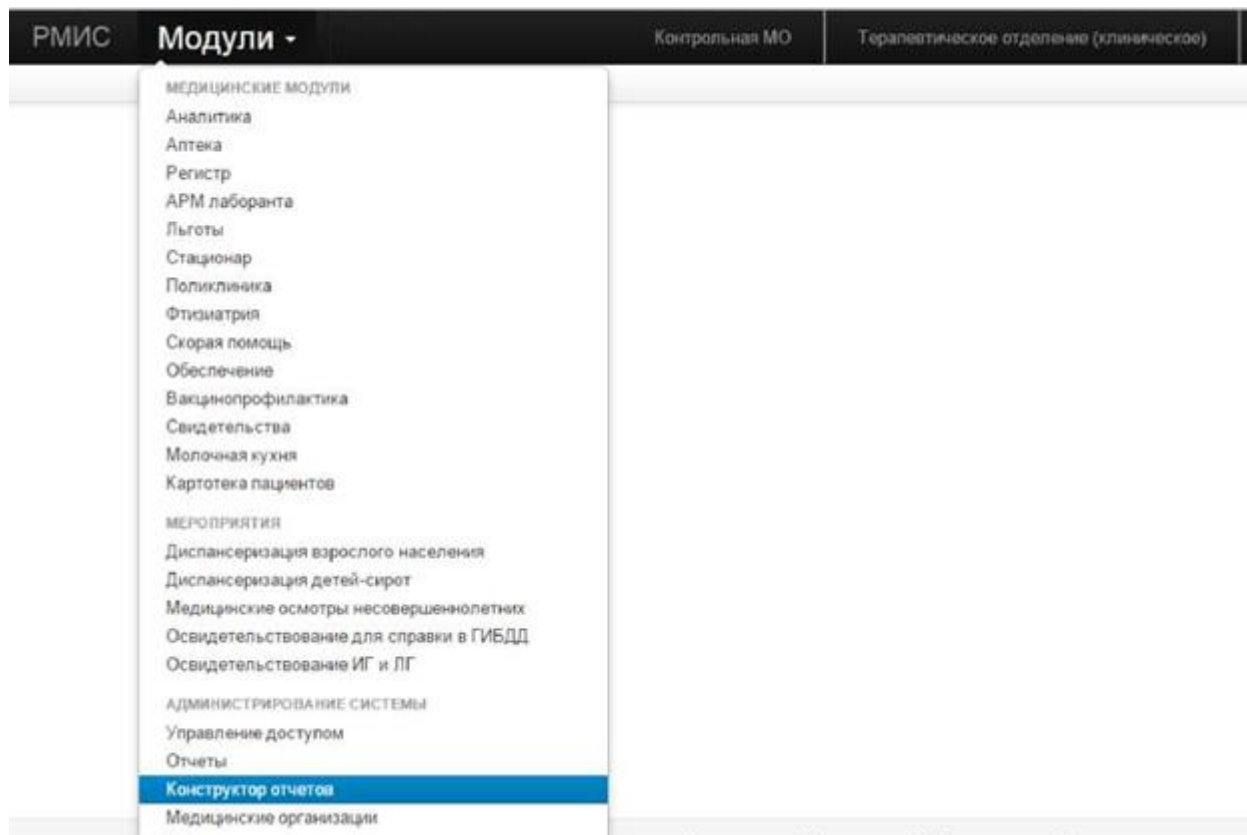 РМИС Модули Контрольная МО Терапевтическое отделение (клиническое)
МЕДИЦИНСКИЕ МОДУЛИ
Аналитика
Аптека
Регистр
АРМ лаборанта
Льготы
Стационар
Поликлиника
Фтизиатрия
Скорая помощь
Обеспечение
Вакцинопрофилактика
Свидетельства
Молочная кухня
Картотека пациентов
МЕРОПРИЯТИЯ
Диспансеризация взрослого населения
Диспансеризация детей-сирот
Медицинские осмотры несовершеннолетних
Освидетельствование для справки в ГИБДД
Освидетельствование ИГ и ЛГ
АДМИНИСТРИРОВАНИЕ СИСТЕМЫ
Управление доступом
Отчеты
Конструктор отчетов
Медицинские организации